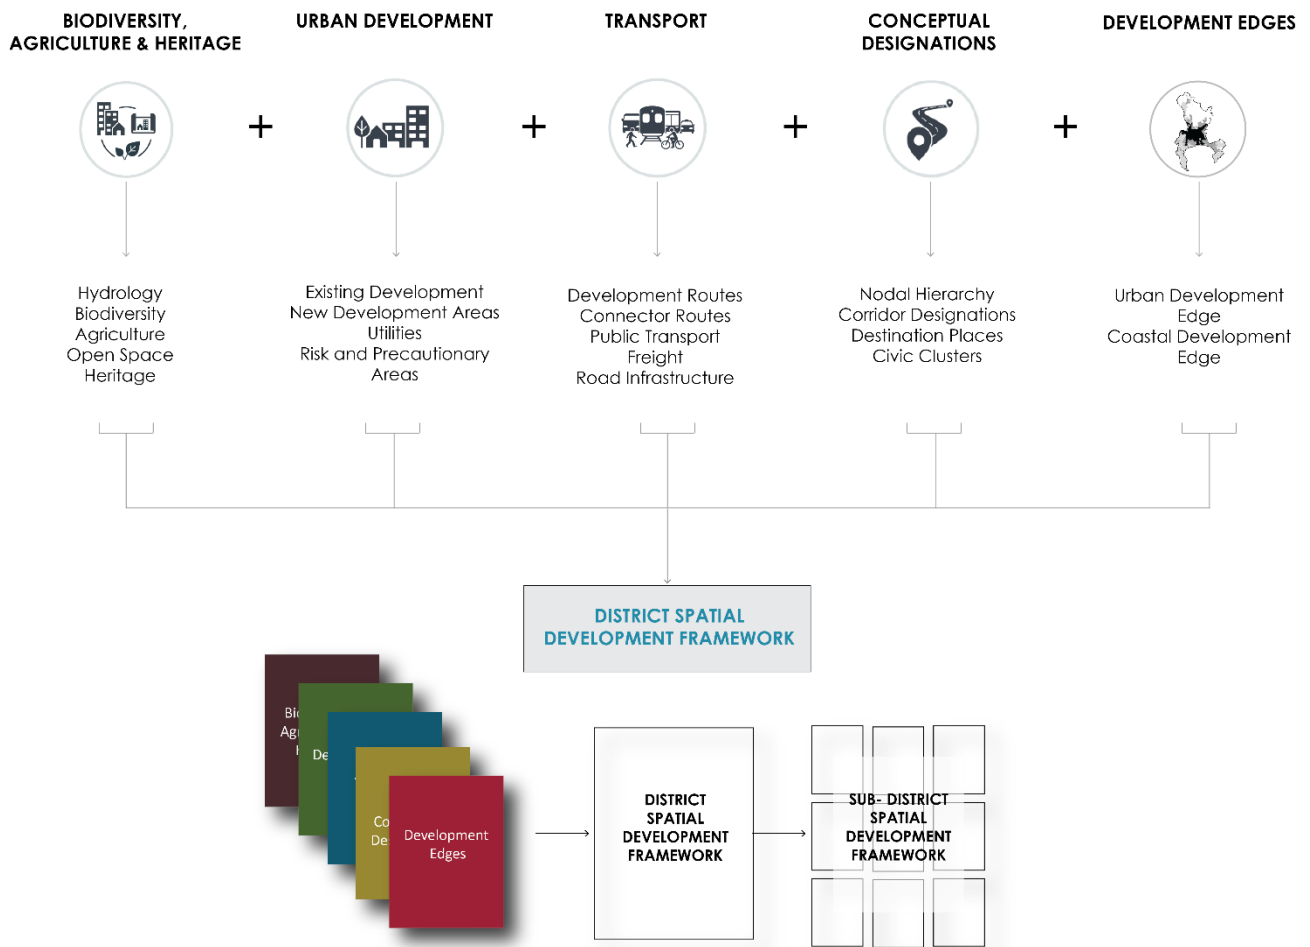 BIODIVERSITY,
AGRICULTURE & HERITAGE
URBAN DEVELOPMENT
TRANSPORT
CONCEPTUAL
DESIGNATIONS
DEVELOPMENT EDGES
+
+
+
+
Hydrology
Biodiversity
Agriculture
Open Space
Heritage
Existing Development
New Development Areas
Utilities
Risk and Precautionary
Areas
Development Routes
Connector Routes
Public Transport
Freight
Road Infrastructure
Nodal Hierarchy
Corridor Designations
Destination Places
Civic Clusters
Urban Development
Edge
Coastal Development
Edge
DISTRICT SPATIAL
DEVELOPMENT FRAMEWORK
Development
Edges
DISTRICT
SPATIAL
DEVELOPMENT
FRAMEWORK
SUB- DISTRICT
SPATIAL
DEVELOPMENT
FRAMEWORK